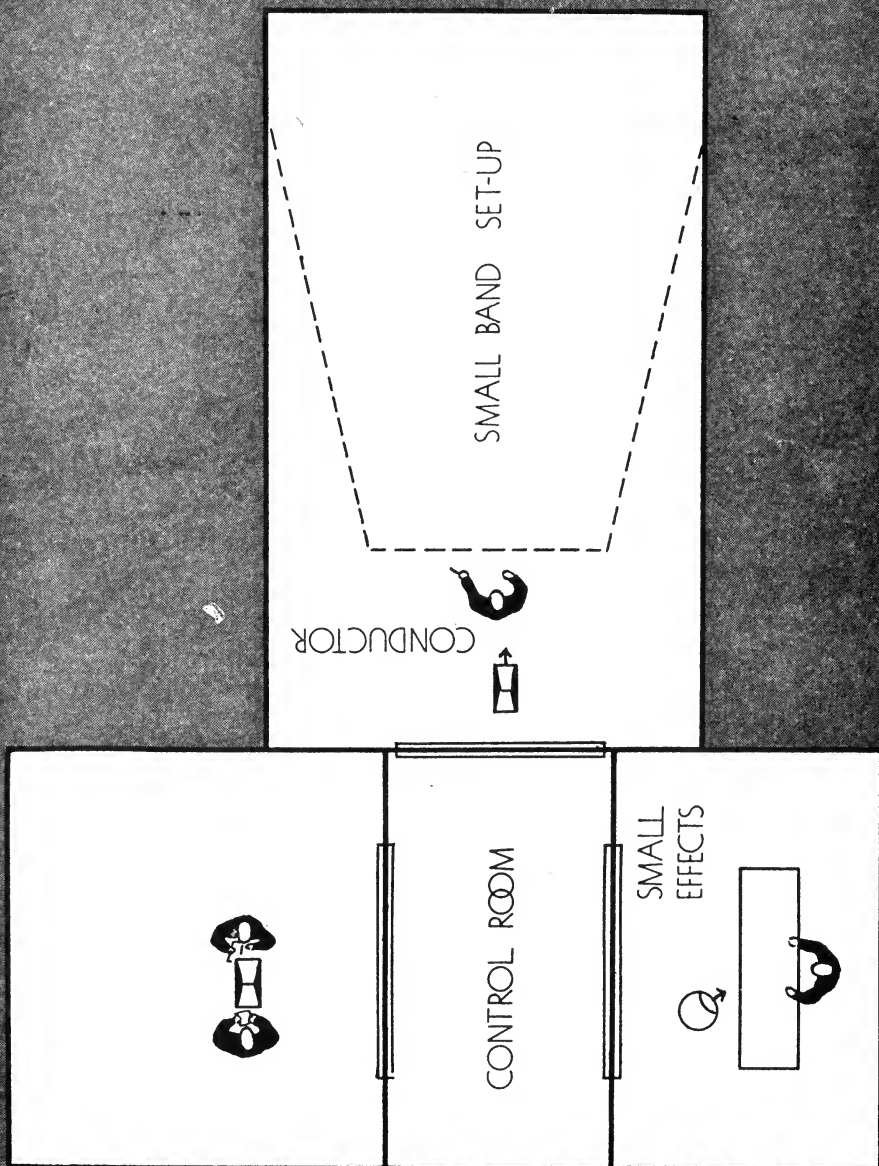 SMALL BAND SET-UP
CONDUCTOR
CONTROL ROOM
SMALL
EFFECTS